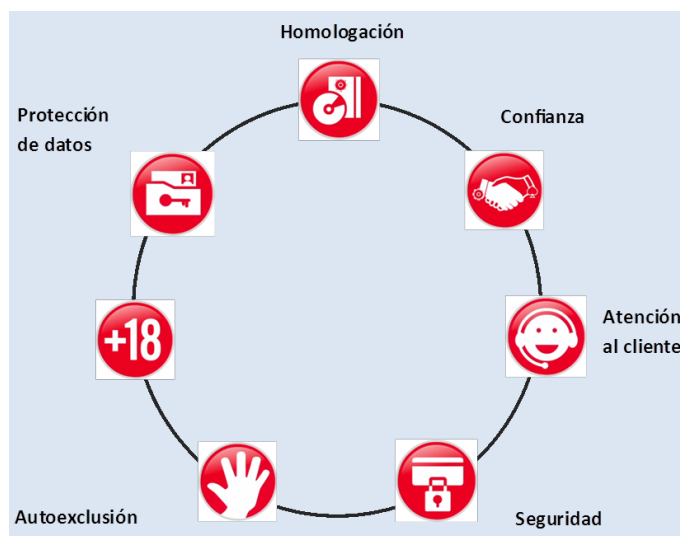 Homologación
Confianza
Protección
de datos
+18
Atención
al cliente
Autoexclusión
Seguridad